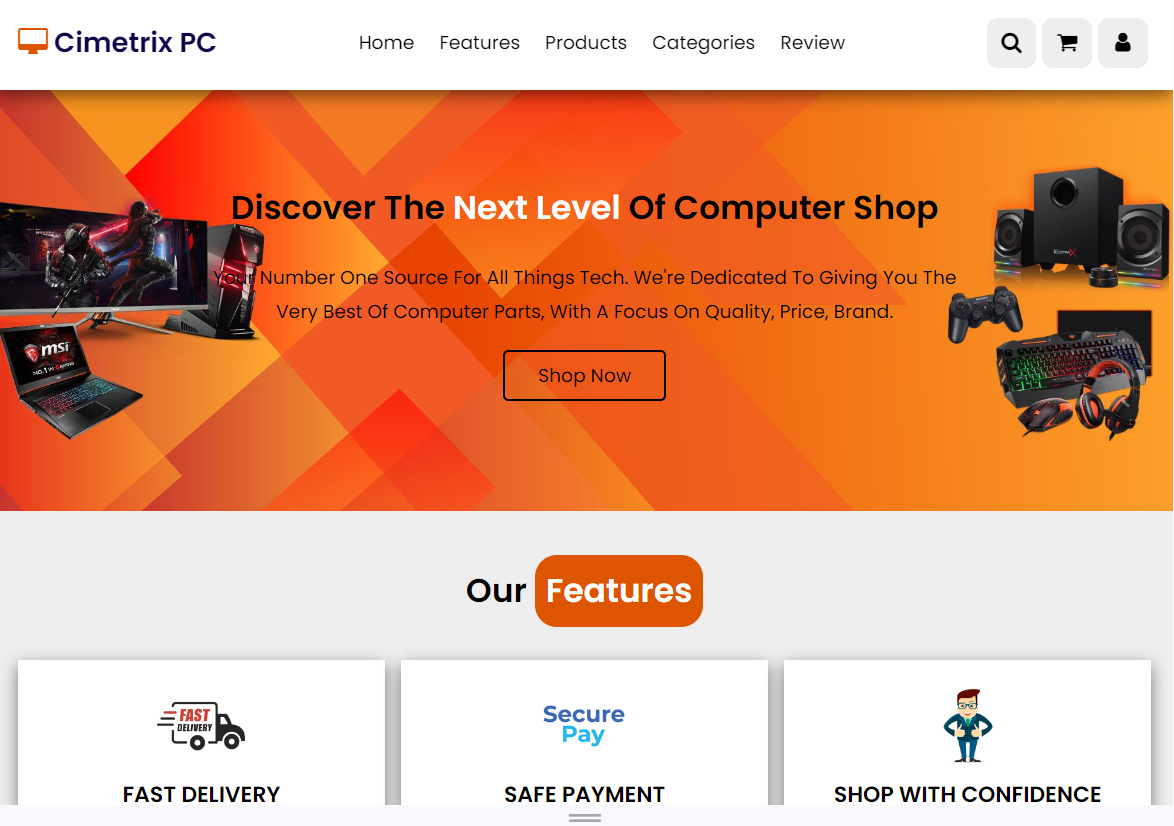 Cimetrix PC
Home Features Products Categories Review
Discover The Next Level Of Computer Shop
Your Number One Source For All Things Tech. We're Dedicated To Giving You The
Very Best Of Computer Parts, With A Focus On Quality, Price, Brand.
Shop Now
msi
Our Features
FAST
DELIVERY
Secure
Pay
FAST DELIVERY
SAFE PAYMENT
SHOP WITH CONFIDENCE